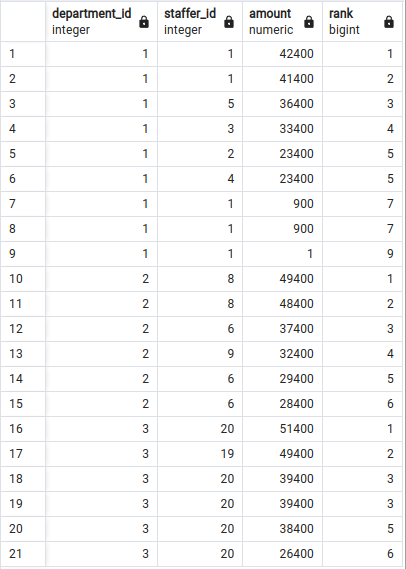 department_id staffer_id amount rank
integer integer numeric bigint
1 1 1 42400 1
2 1 1 41400 2
3 1 5 36400 3
4 1 3 33400 4
5 1 2 23400 5
6 1 4 23400 5
7 1 1 900 7
8 1 1 900 7
9 1 1 1 9
10 2 8 49400 1
11 2 8 48400 2
12 2 6 37400 3
13 2 9 32400 4
14 2 6 29400 5
15 2 6 28400 6
16 3 20 51400 1
17 3 19 49400 2
18 3 20 39400 3
19 3 20 39400 3
20 3 20 38400 5
21 3 20 26400 6